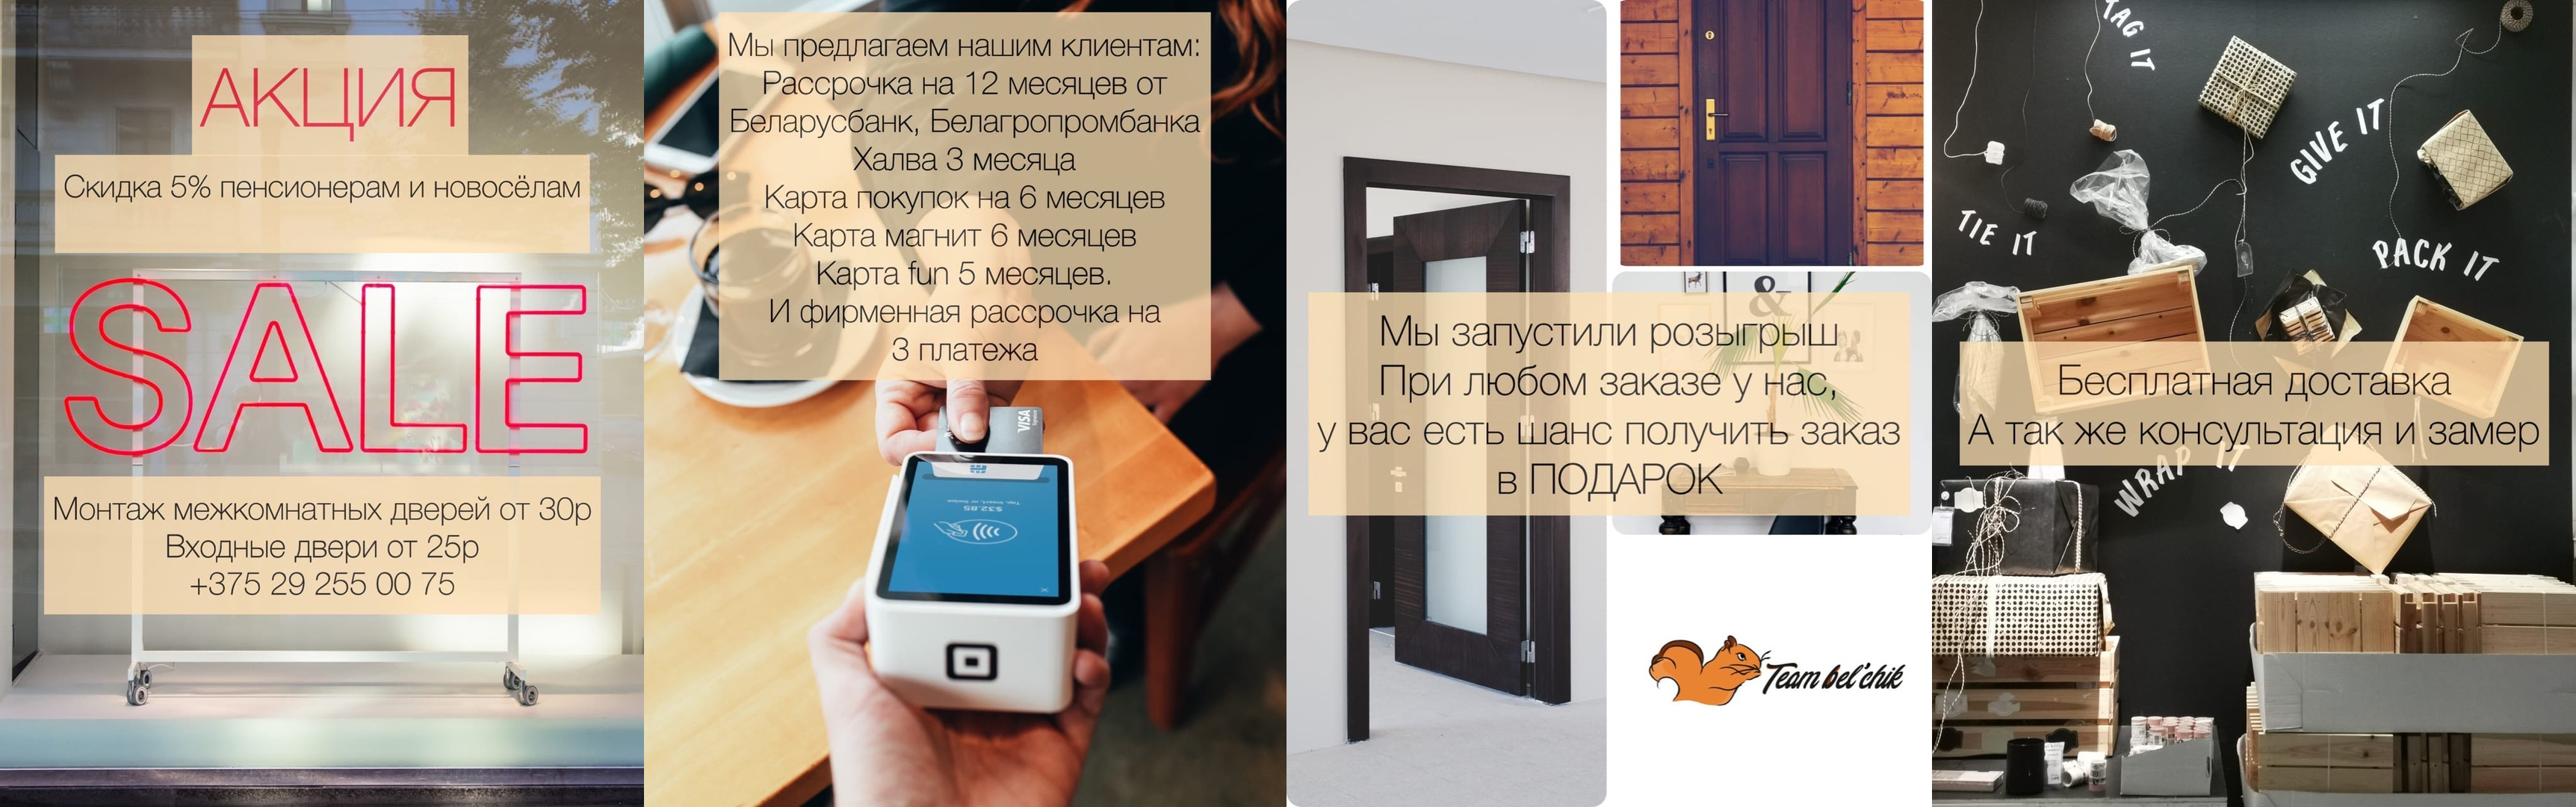 АКЦИЯ
Скидка 5% пенсионерам и новосёлам
SALE
Монтаж межкомнатных дверей от 30р
Входные двери от 25р
+375 29 255 00 75
Мы предлагаем нашим клиентам:
Рассрочка на 12 месяцев от
Беларусбанк, Белагропромбанка
Халва 3 месяца
Карта покупок на 6 месяцев
Карта магнит 6 месяцев
Карта fun 5 месяцев.
И фирменная рассрочка на
3 платежа
VISA
$32.85
&
Мы запустили розыгрыш
При любом заказе у нас,
у вас есть шанс получить заказ
в ПОДАРОК
Team bel'chik
TAG IT
GIVE IT
TIE IT
PACK IT
Бесплатная доставка
А так же консультация и замер
WRAP IT